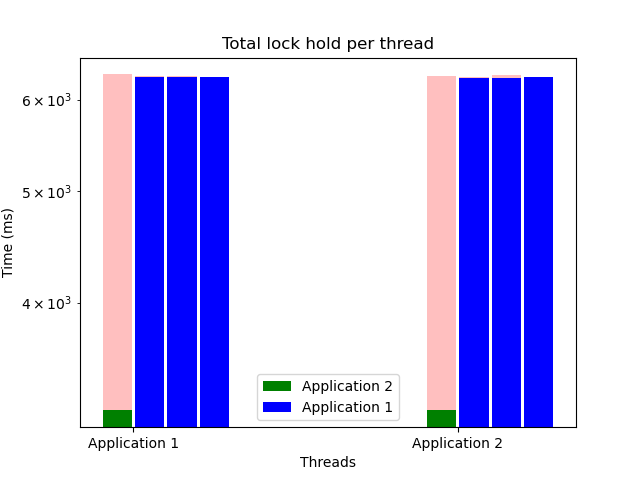 Total lock hold per thread
6 × 10³
5 × 10³
4 × 10³
Time (ms)
Application 2
Application 1
Application 1
Application 2
Threads